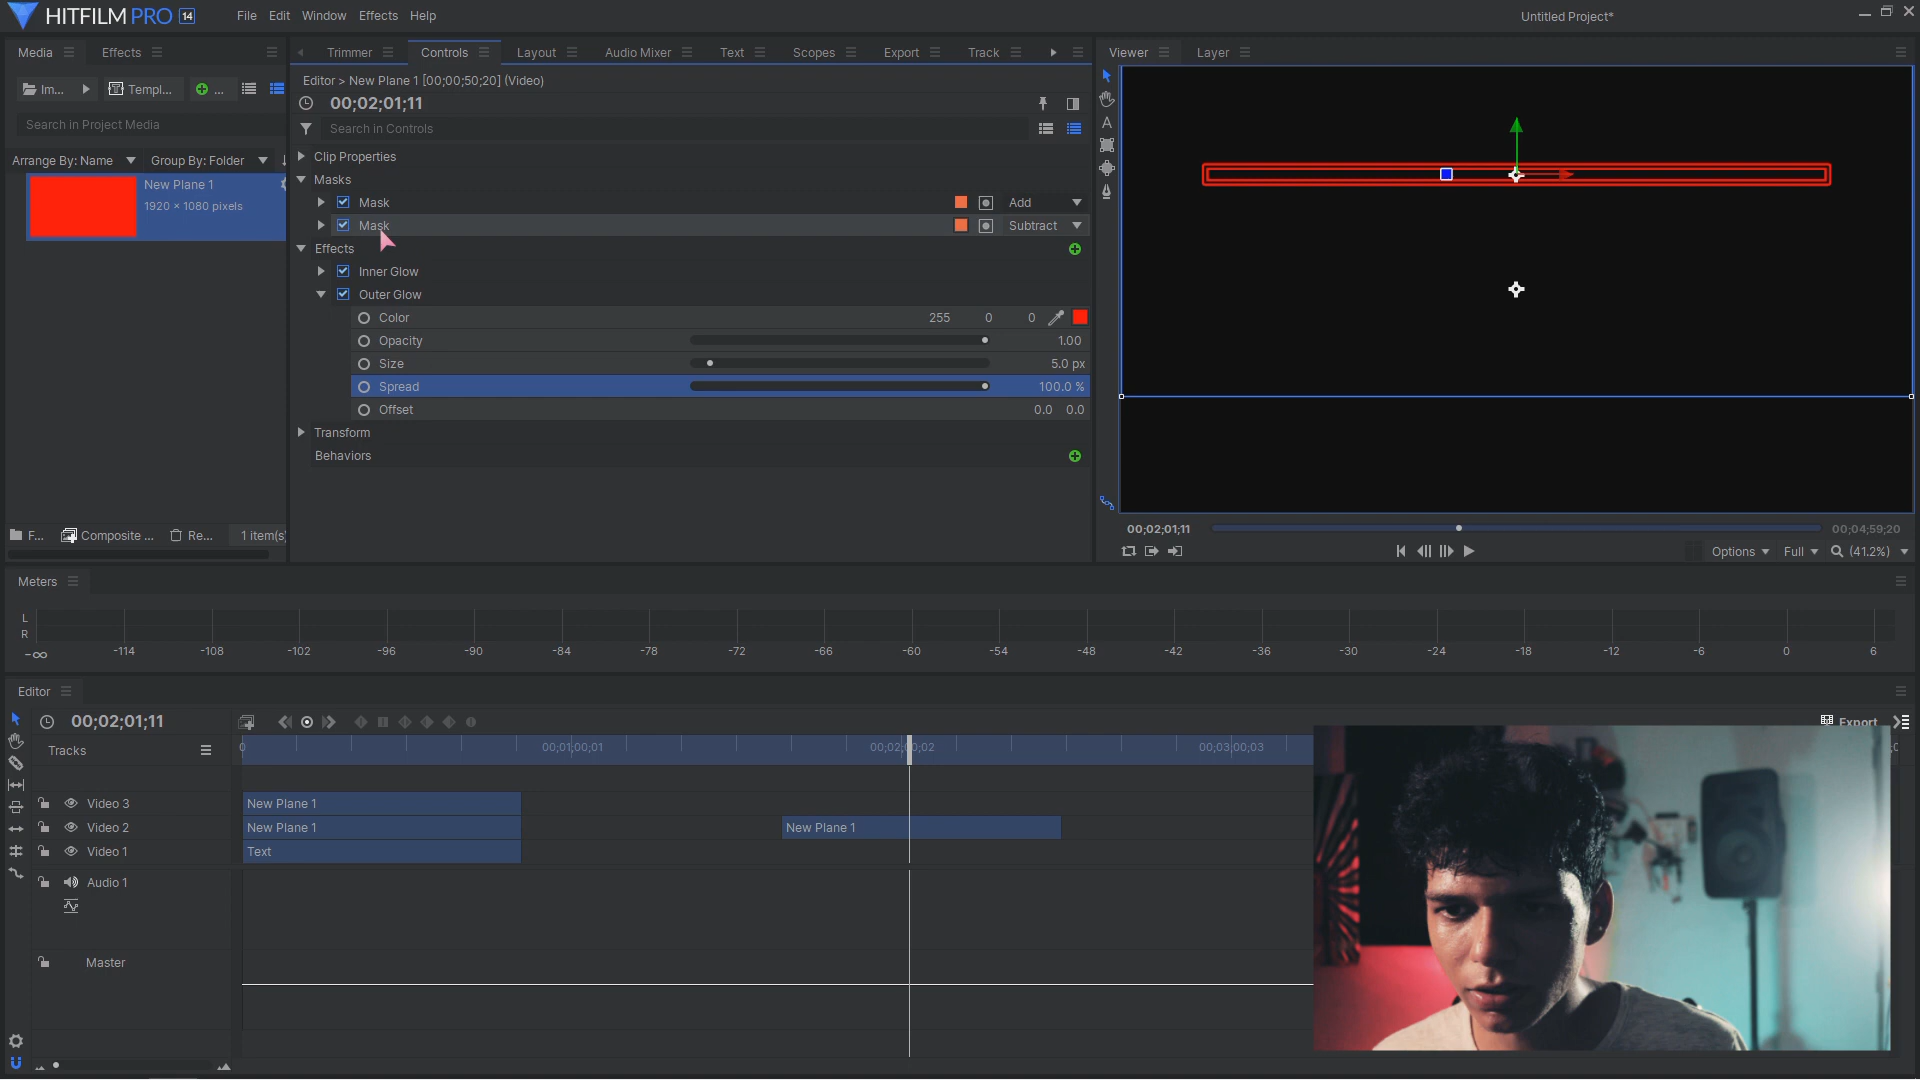 HITFILM PRO 14
File Edit Window Effects Help
Untitled Project*
Media Effects
Trimmer Controls Layout Audio Mixer Text Scopes Export Track
Viewer Layer
Im... Templ... ...
Search in Project Media
Arrange By: Name Group By: Folder
New Plane 1
1920 × 1080 pixels
F... Composite ... Re... 1 item(s)
Editor > New Plane 1 [00;00;50;20] (Video)
00;02;01;11
Search in Controls
Clip Properties
Masks
Mask Add
Mask Subtract
Effects
Inner Glow
Outer Glow
Color 255 0 0
Opacity 1.00
Size 5.0 px
Spread 100.0 %
Offset 0.0 0.0
Transform
Behaviors
A
00;02;01;11 00;04;59;20
Options Full (41.2%)
Meters
L
R
-∞ -114 -108 -102 -96 -90 -84 -78 -72 -66 -60 -54 -48 -42 -36 -30 -24 -18 -12 -6 0 6
Editor
00;02;01;11
Export
Tracks
0 00;01;00;01 00;02;00;02 00;03;00;03
Video 3 New Plane 1
Video 2 New Plane 1 New Plane 1
Video 1 Text
Audio 1
Master